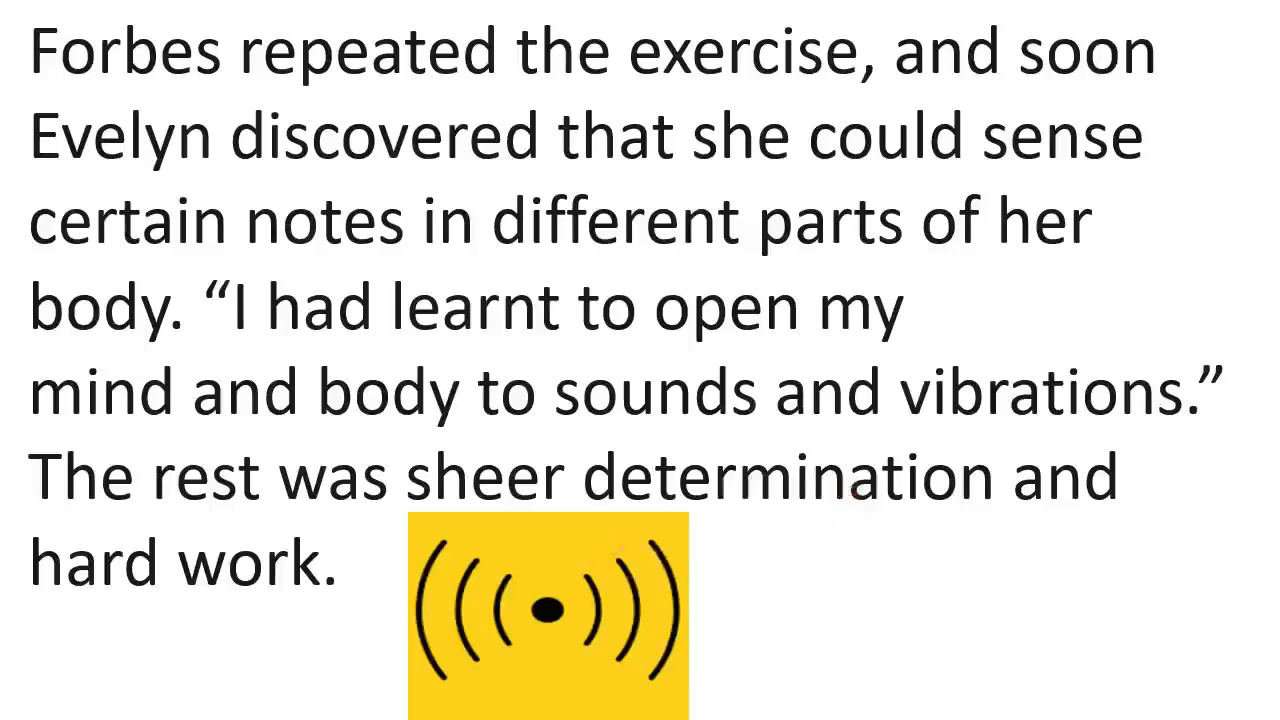 Forbes repeated the exercise, and soon
Evelyn discovered that she could sense
certain notes in different parts of her
body. “I had learnt to open my
mind and body to sounds and vibrations.”
The rest was sheer determination and
hard work.